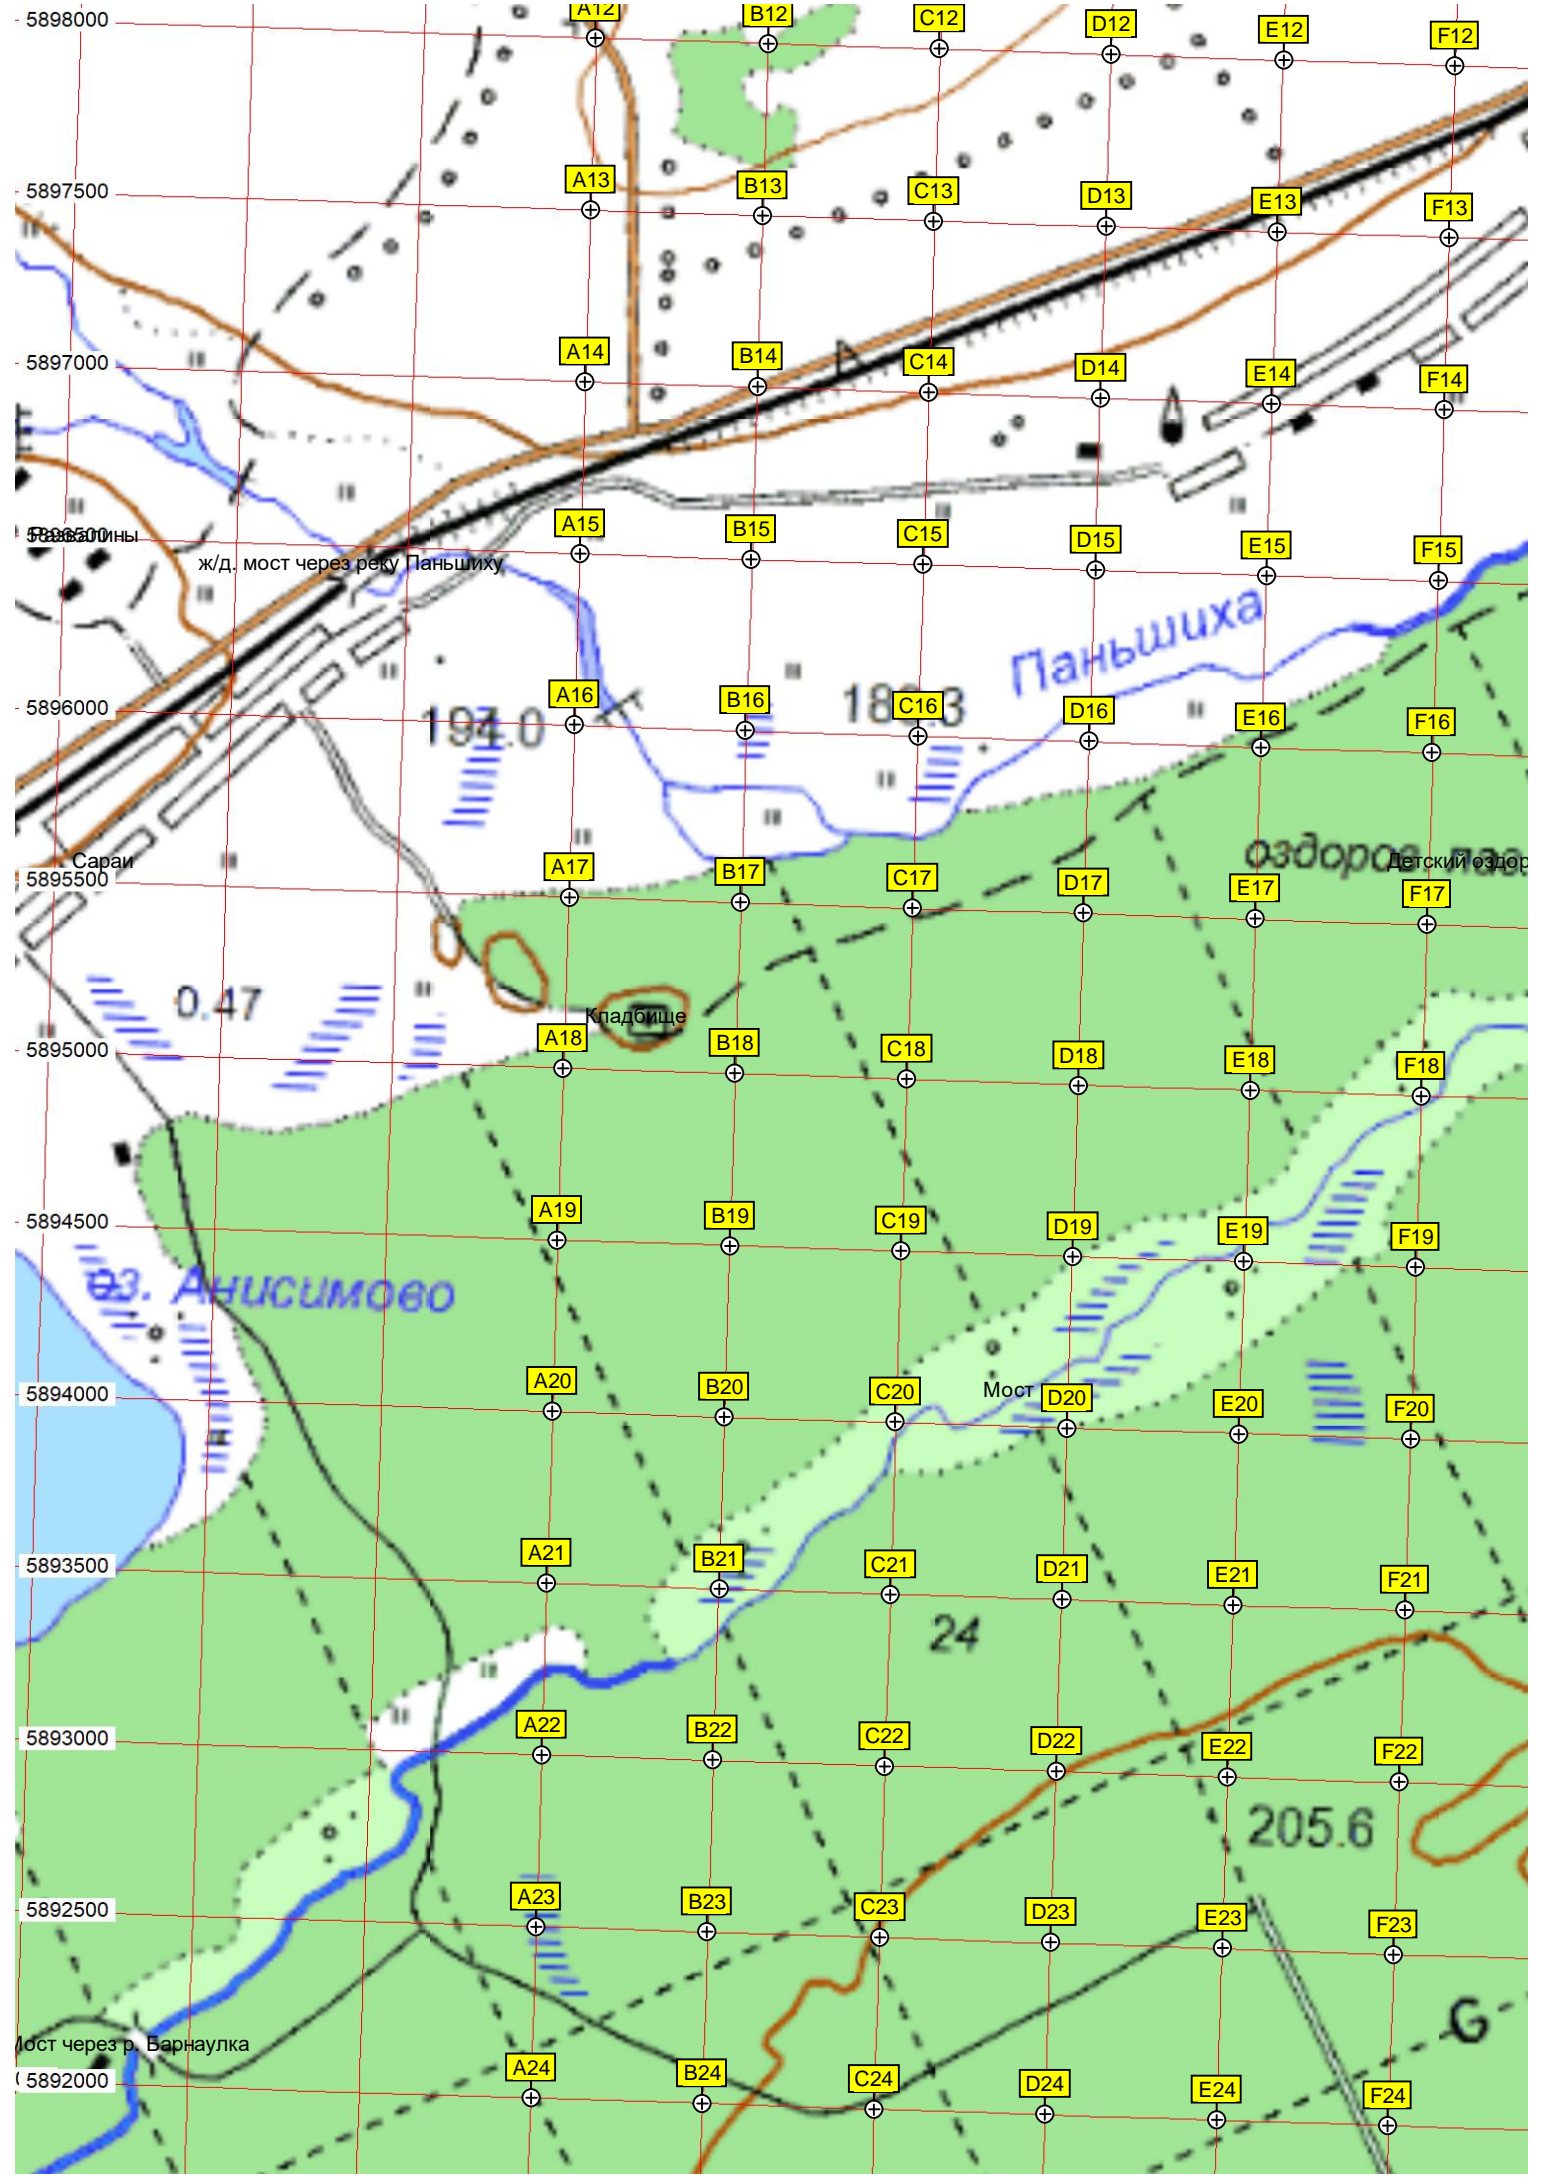 5898000
A12 B12 C12 D12 E12 F12
5897500
A13 B13 C13 D13 E13 F13
5897000
A14 B14 C14 D14 E14 F14
Развалины
ж/д. мост через реку Паньшиху
A15 B15 C15 D15 E15 F15
Паньшиха
5896000
194.0
A16 B16 C16 D16 E16 F16
оздоров. лаг.
Сараи
Детский оздор
5895500
A17 B17 C17 D17 E17 F17
0.47
Кладбище
5895000
A18 B18 C18 D18 E18 F18
5894500
A19 B19 C19 D19 E19 F19
оз. Анисимово
5894000
Мост
A20 B20 C20 D20 E20 F20
5893500
A21 B21 C21 D21 E21 F21
24
5893000
A22 B22 C22 D22 E22 F22
205.6
5892500
A23 B23 C23 D23 E23 F23
G
Мост через р. Барнаулка
5892000
A24 B24 C24 D24 E24 F24